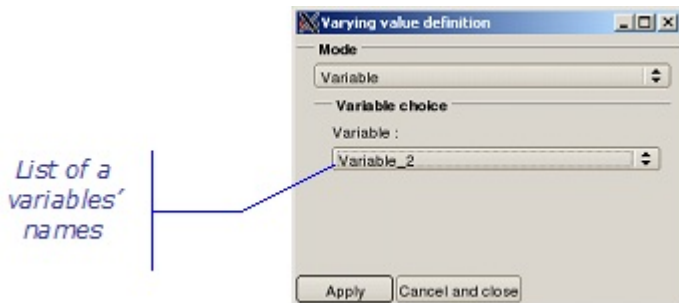 Varying value definition
Mode
Variable
Variable choice
Variable :
Variable_2
List of a
variables'
names
Apply
Cancel and close